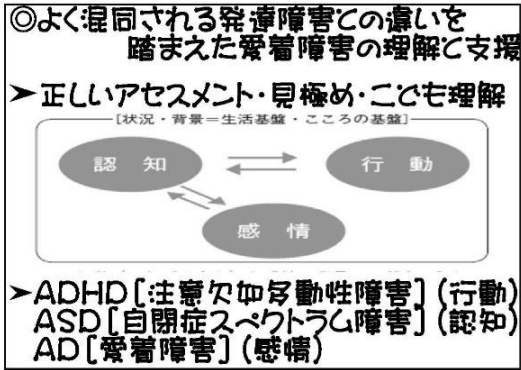 ◎よく混同される発達障害との違いを
踏まえた愛着障害の理解と支援
➤正しいアセスメント・見極め・こども理解
[状況・背景=生活基盤・こころの基盤]
認 知
行 動
感 情
➤ADHD[注意欠如多動性障害](行動)
ASD[自閉症スペクトラム障害](認知)
AD[愛着障害](感情)